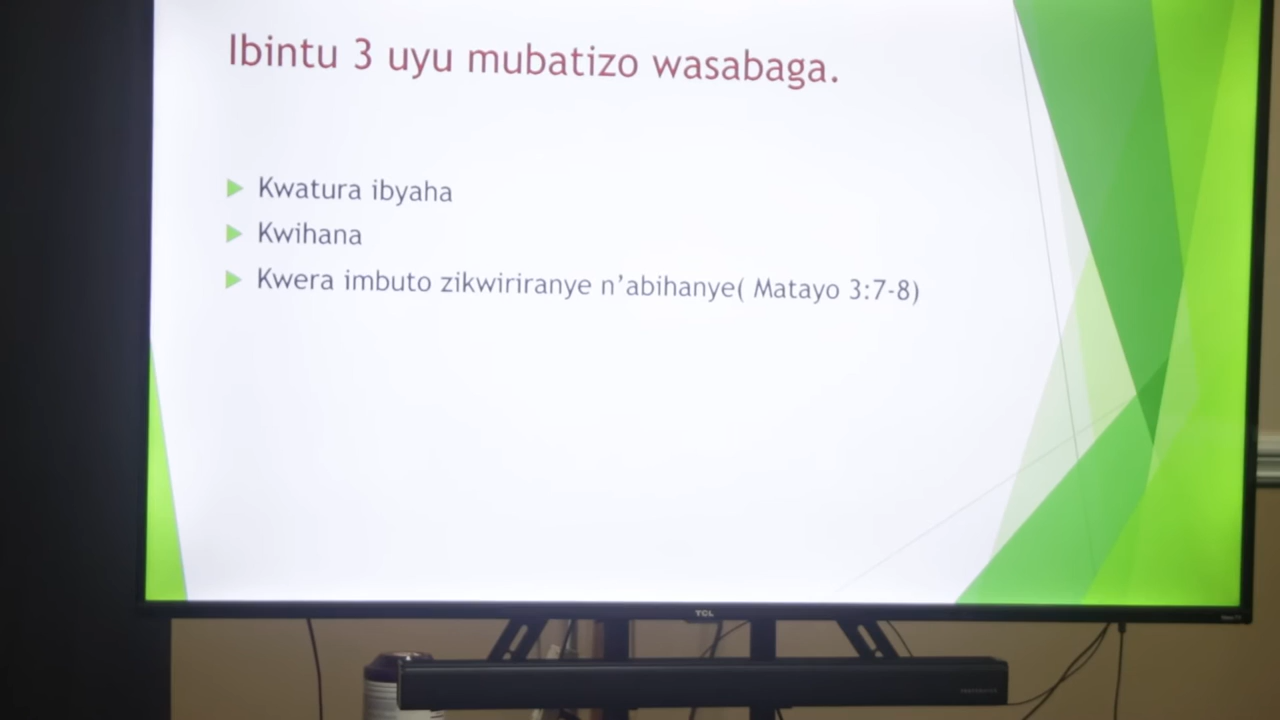 Ibintu 3 uyu mubatizo wasabaga.
Kwatura ibyaha
Kwihana
Kwera imbuto zikwiriranye n’abihanye( Matayo 3:7-8)
TCL